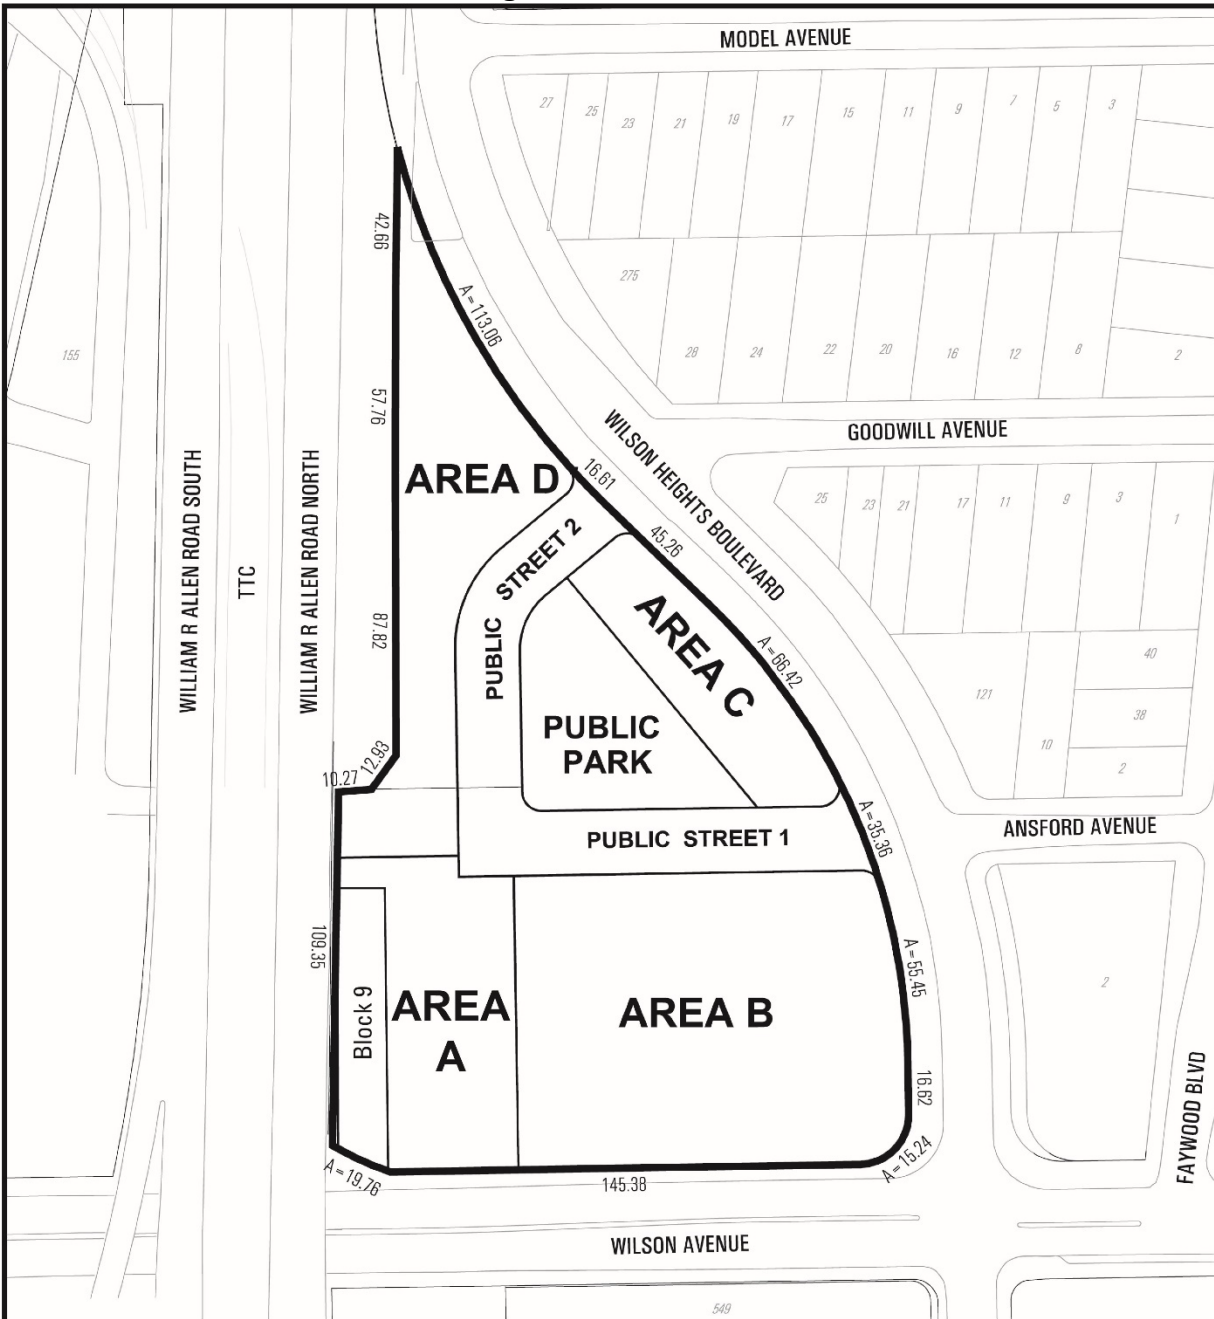 MODEL AVENUE
27
25
23
21
19
17
15
11
9
7
5
3
42.66
275
A = 113.06
155
28
24
22
20
16
12
8
2
57.76
WILSON HEIGHTS BOULEVARD
GOODWILL AVENUE
WILLIAM R ALLEN ROAD SOUTH
TTC
WILLIAM R ALLEN ROAD NORTH
AREA D
16.61
25
23
21
17
11
9
3
1
PUBLIC STREET 2
45.26
87.82
AREA C
A = 66.42
40
121
38
10
2
PUBLIC
PARK
10.27
12.93
PUBLIC STREET 1
A = 35.36
ANSFORD AVENUE
109.35
Block 9
AREA
A
AREA B
A = 55.45
2
16.62
A = 15.24
FAYWOOD BLVD
A = 19.76
145.38
WILSON AVENUE
549